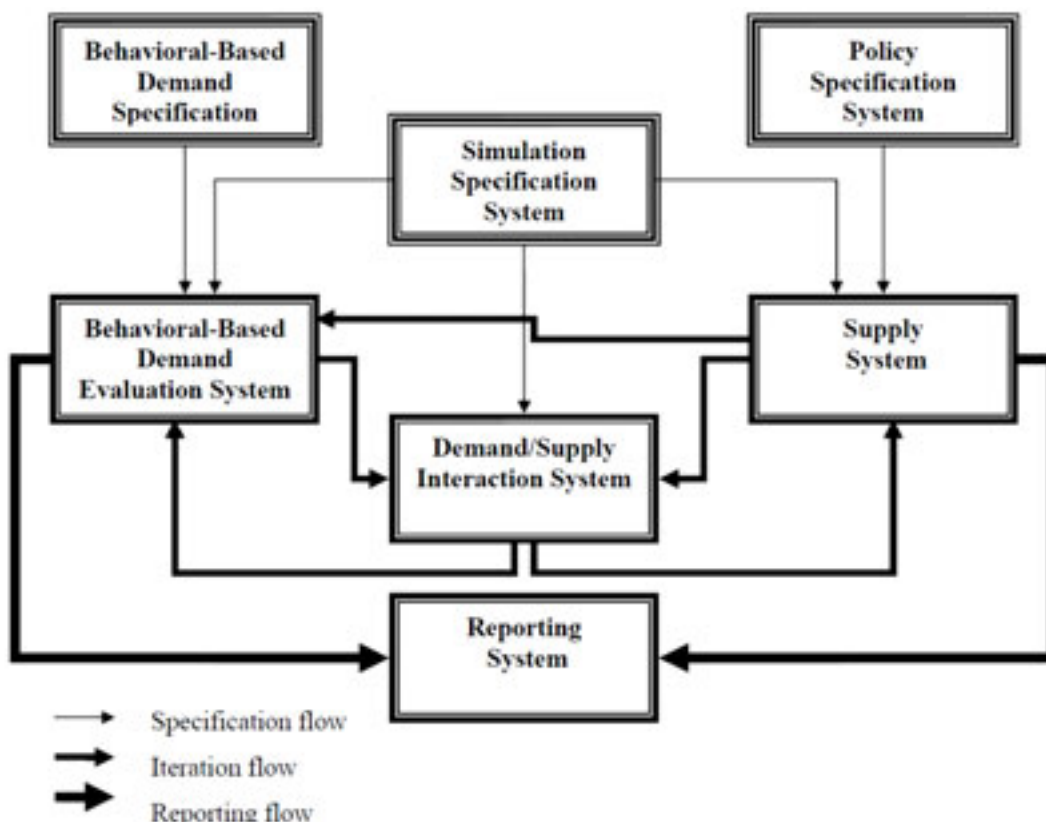 Behavioral-Based
Demand
Specification
Policy
Specification
System
Simulation
Specification
System
Behavioral-Based
Demand
Evaluation System
Supply
System
Demand/Supply
Interaction System
Reporting
System
Specification flow
Iteration flow
Reporting flow